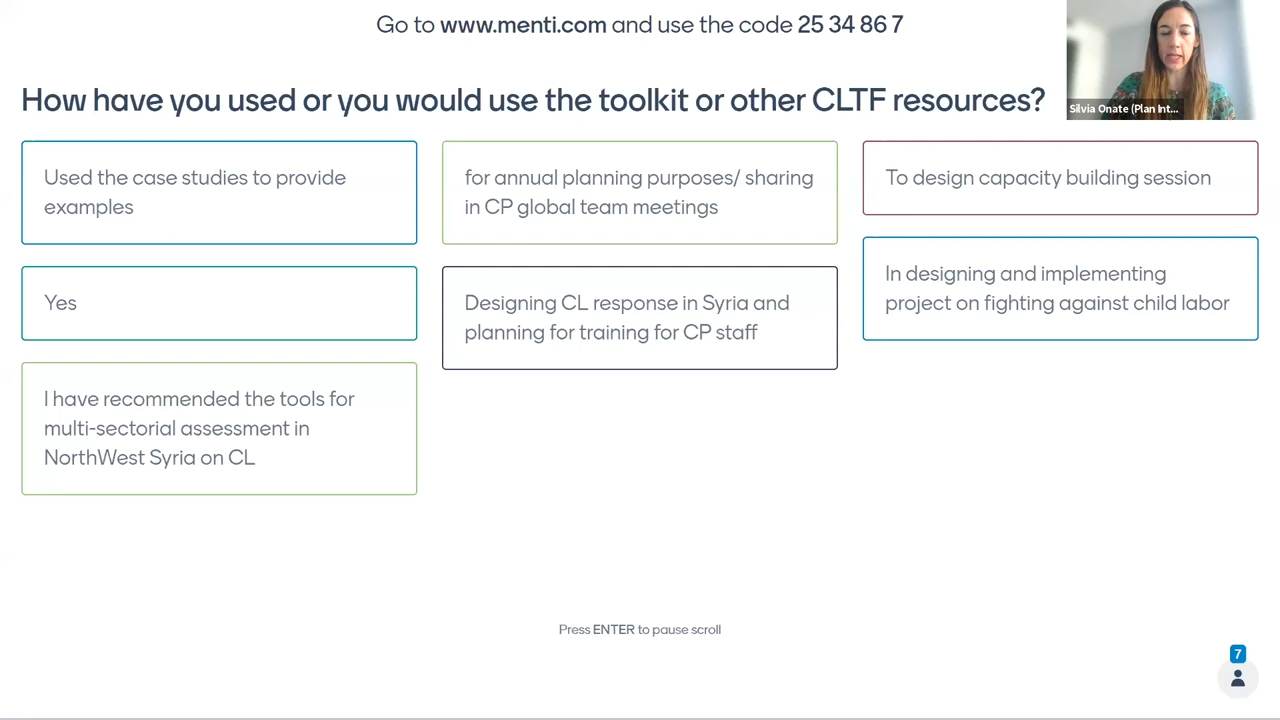 Go to www.menti.com and use the code 25 34 86 7
How have you used or you would use the toolkit or other CLTF resources?
Silvia Onate (Plan Int...
Used the case studies to provide
examples
for annual planning purposes/ sharing
in CP global team meetings
To design capacity building session
Yes
Designing CL response in Syria and
planning for training for CP staff
In designing and implementing
project on fighting against child labor
I have recommended the tools for
multi-sectorial assessment in
NorthWest Syria on CL
Press ENTER to pause scroll
7